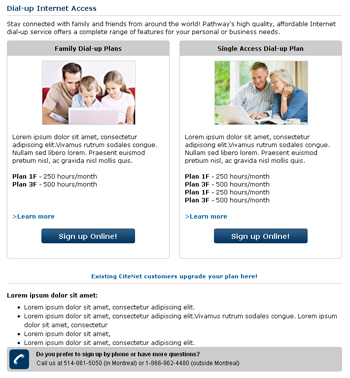 Dial-up Internet Access
Stay connected with family and friends from around the world! Pathway's high quality, affordable Internet
dial-up service offers a complete range of features for your personal or business needs.
Family Dial-up Plans
Lorem ipsum dolor sit amet, consectetur
adipiscing elit.Vivamus rutrum sodales congue.
Nullam sed libero lorem. Praesent euismod
pretium nisl, ac gravida nisl mollis quis.
Plan 1F - 250 hours/month
Plan 3F - 500 hours/month
>Learn more
Sign up Online!
Single Access Dial-up Plan
Lorem ipsum dolor sit amet, consectetur
adipiscing elit.Vivamus rutrum sodales congue.
Nullam sed libero lorem. Praesent euismod
pretium nisl, ac gravida nisl mollis quis.
Plan 1F - 250 hours/month
Plan 3F - 500 hours/month
Plan 1F - 250 hours/month
Plan 3F - 500 hours/month
>Learn more
Sign up Online!
Existing CiteNet customers upgrade your plan here!
Lorem ipsum dolor sit amet:
• Lorem ipsum dolor sit amet, consectetur adipiscing elit.
• Lorem ipsum dolor sit amet, consectetur adipiscing elit.Vivamus rutrum sodales congue. Lorem ipsum
dolor sit amet, consectetur
• Lorem ipsum dolor sit amet,
• Lorem ipsum dolor sit amet, consectetur adipiscing elit.
Do you prefer to sign up by phone or have more questions?
Call us at 514-861-5050 (in Montreal) or 1-866-962-4480 (outside Montreal)